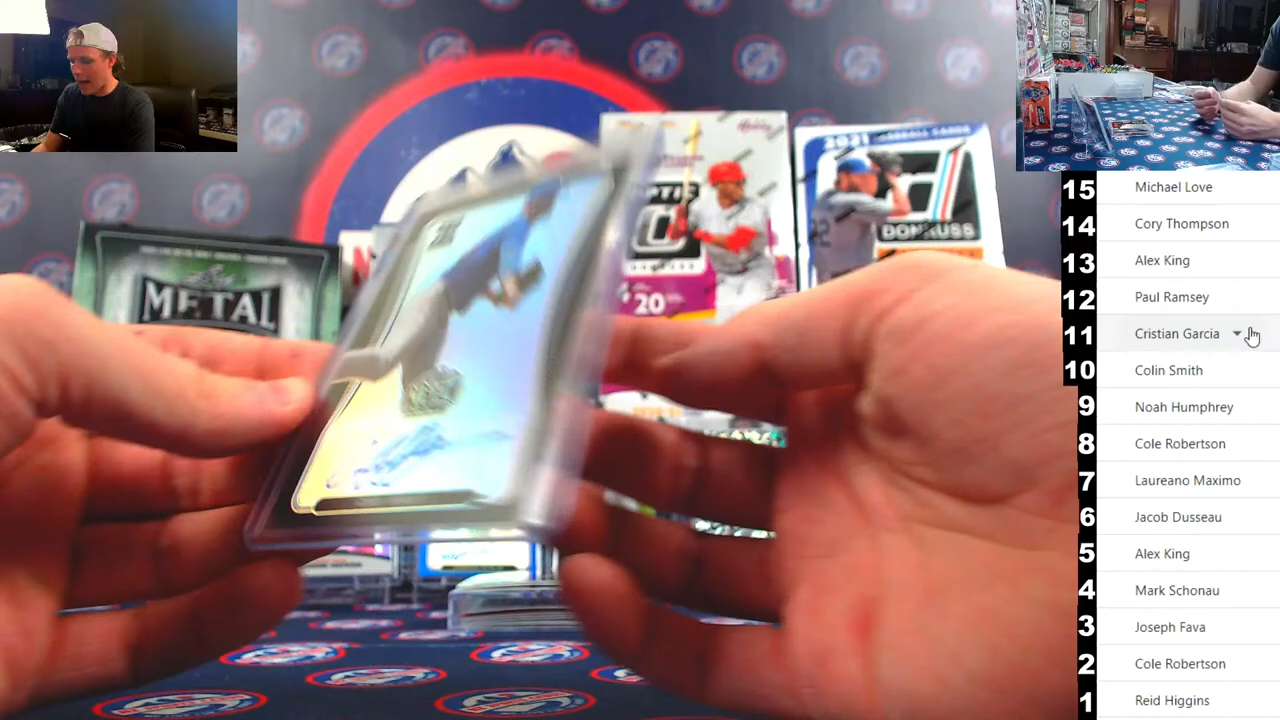 15 Michael Love
14 Cory Thompson
13 Alex King
12 Paul Ramsey
11 Cristian Garcia
10 Colin Smith
9 Noah Humphrey
8 Cole Robertson
7 Laureano Maximo
6 Jacob Dusseau
5 Alex King
4 Mark Schonau
3 Joseph Fava
2 Cole Robertson
1 Reid Higgins
METAL
OPTIC
20
2021
DONRUSS